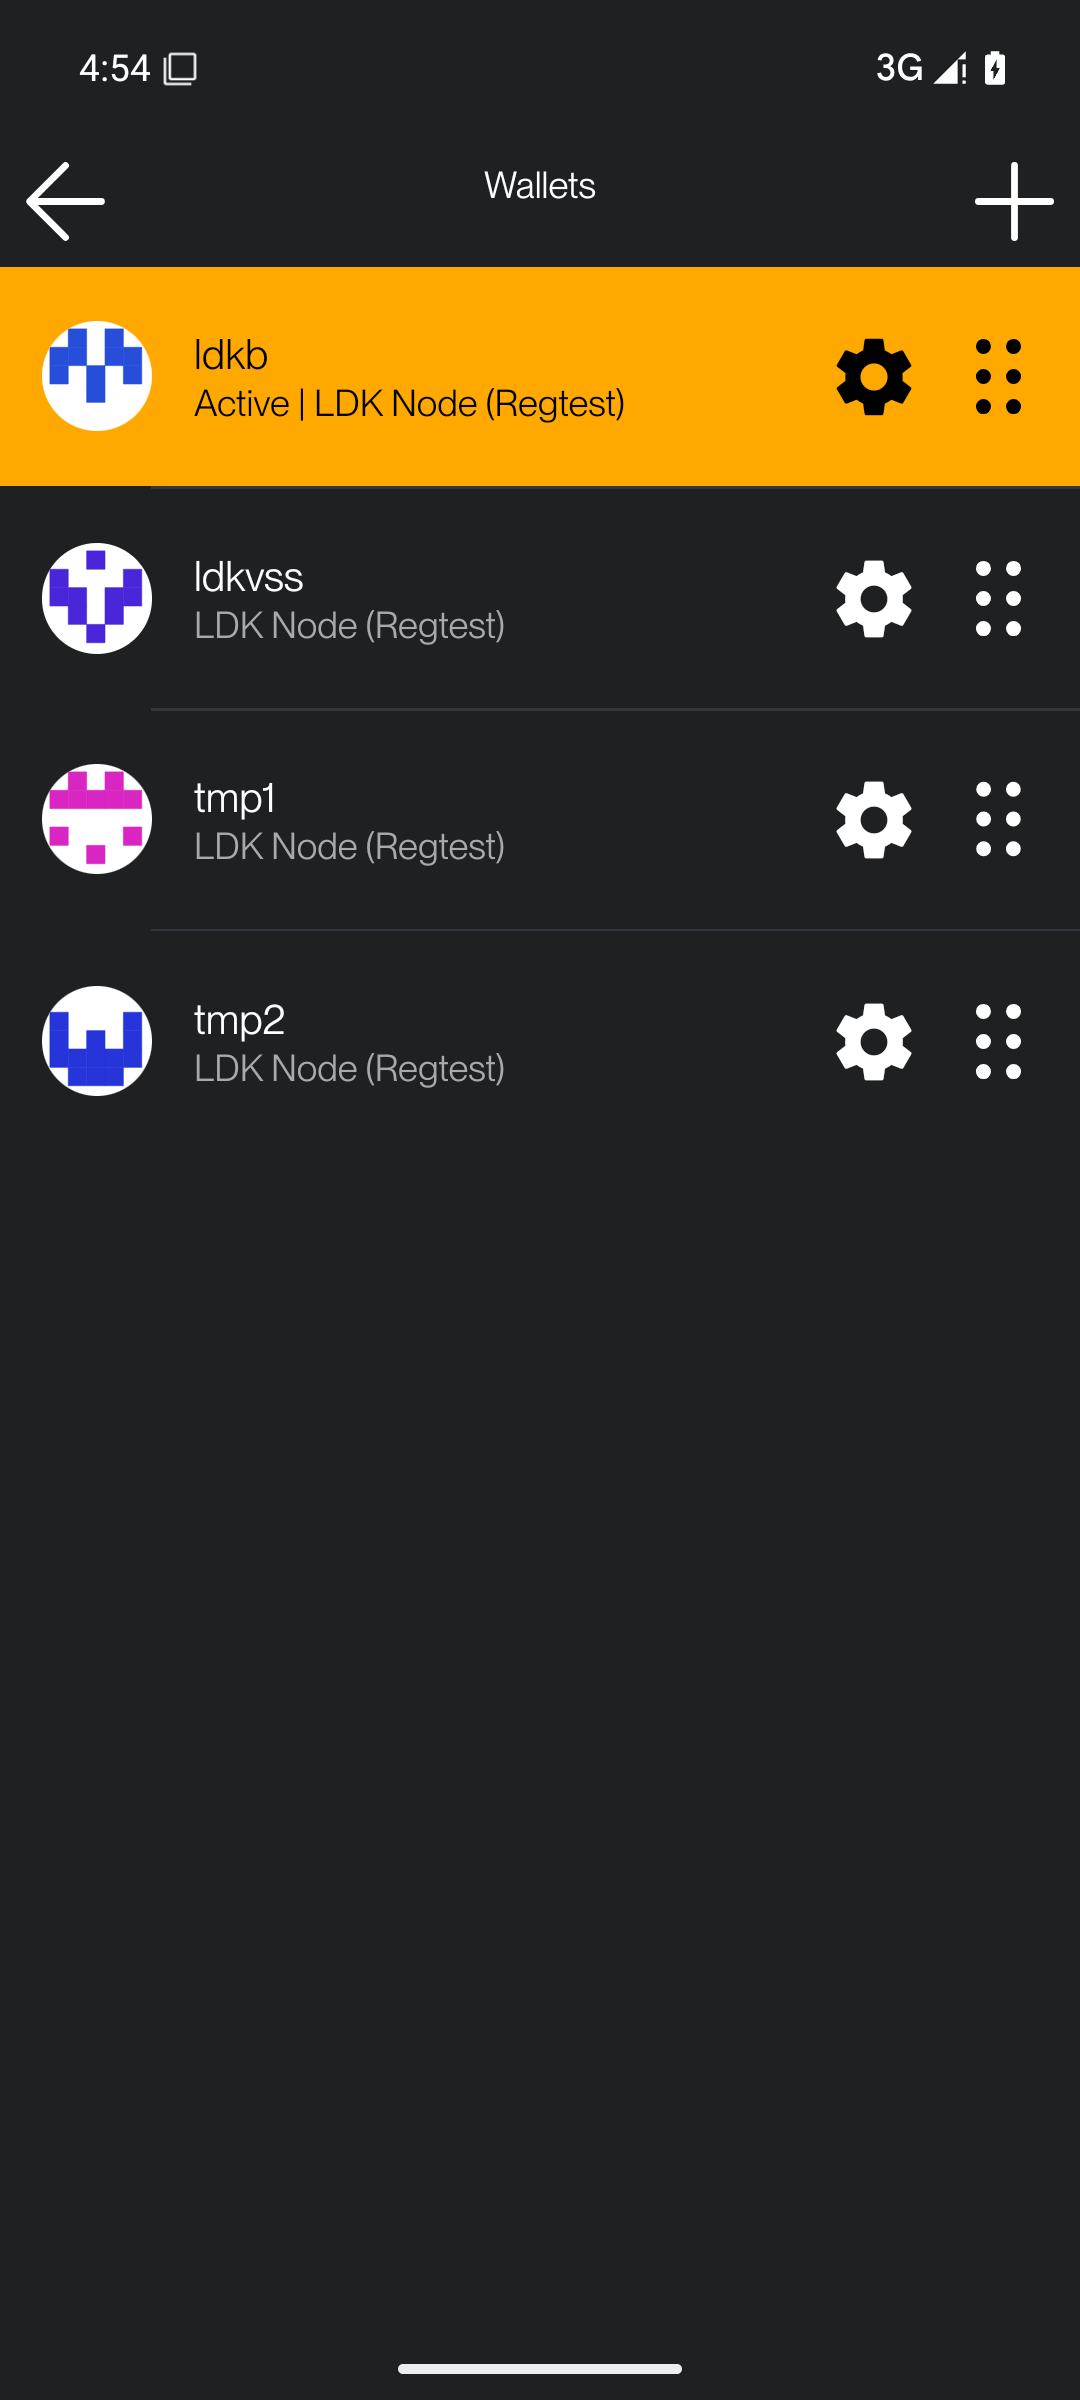 4:54
3G
Wallets
ldkb
Active | LDK Node (Regtest)
ldkvss
LDK Node (Regtest)
tmp1
LDK Node (Regtest)
tmp2
LDK Node (Regtest)